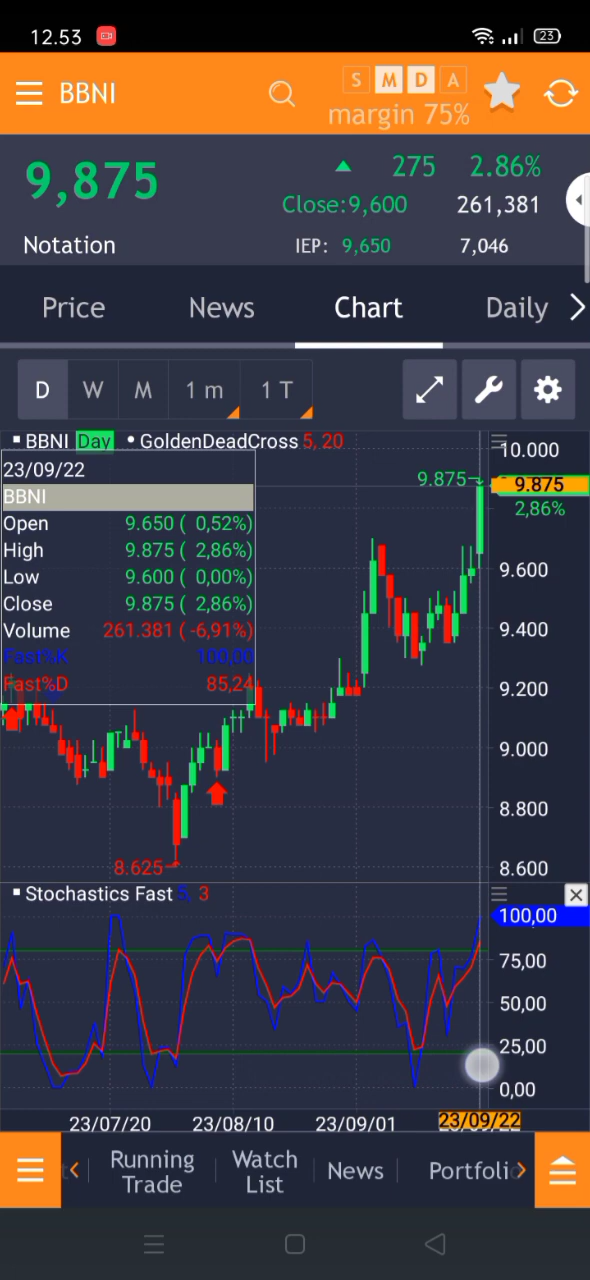 12.53
23
BBNI
S M D A
margin 75%
9,875
275 2.86%
Close:9,600 261,381
Notation
IEP: 9,650 7,046
Price News Chart Daily
D W M 1 m 1 T
BBNI Day GoldenDeadCross 5, 20
10.000
23/09/22
BBNI
Open 9.650 ( 0,52%)
High 9.875 ( 2,86%)
Low 9.600 ( 0,00%)
Close 9.875 ( 2,86%)
Volume 261.381 ( -6,91%)
Fast%K 100,00
Fast%D 85,24
9.875
9.875
2,86%
9.600
9.400
9.200
9.000
8.800
8.625
8.600
Stochastics Fast 5, 3
100,00
75,00
50,00
25,00
0,00
23/07/20 23/08/10 23/09/01 23/09/22
Running Trade
Watch List
News
Portfolio